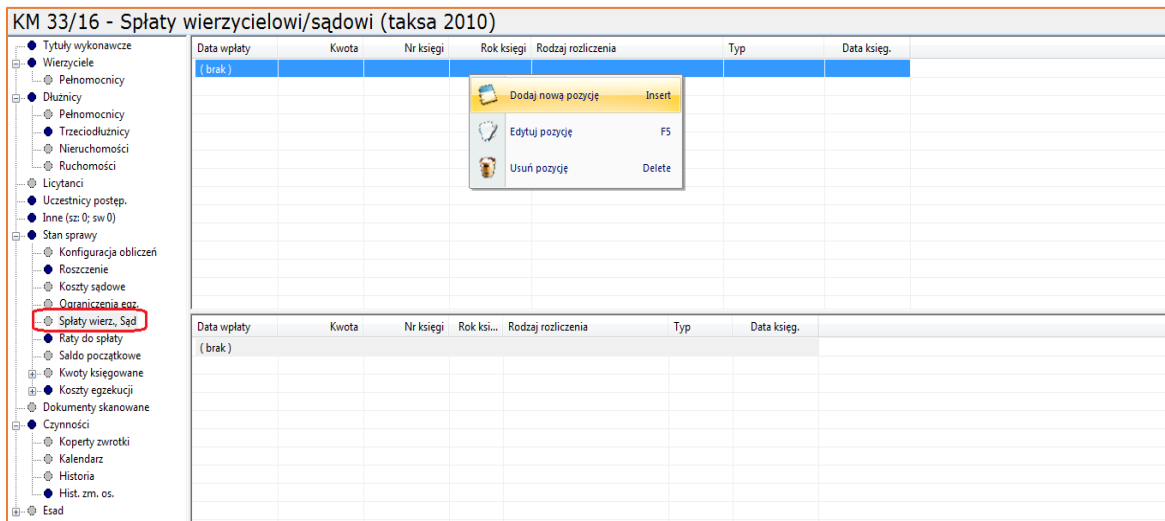 KM 33/16 - Spłaty wierzycielowi/sądowi (taksa 2010)
Tytuły wykonawcze
Wierzyciele
Pełnomocnicy
Dłużnicy
Pełnomocnicy
Trzeciodłużnicy
Nieruchomości
Ruchomości
Licytanci
Uczestnicy postęp.
Inne (sz: 0; sw 0)
Stan sprawy
Konfiguracja obliczeń
Roszczenie
Koszty sądowe
Ograniczenia egz.
Spłaty wierz., Sąd
Raty do spłaty
Saldo początkowe
Kwoty księgowane
Koszty egzekucji
Dokumenty skanowane
Czynności
Koperty zwrotki
Kalendarz
Historia
Hist. zm. os.
Esad
Data wpłaty Kwota Nr księgi Rok księgi Rodzaj rozliczenia Typ Data księg.
( brak )
Dodaj nową pozycję Insert
Edytuj pozycję F5
Usuń pozycję Delete
Data wpłaty Kwota Nr księgi Rok ksi... Rodzaj rozliczenia Typ Data księg.
( brak )